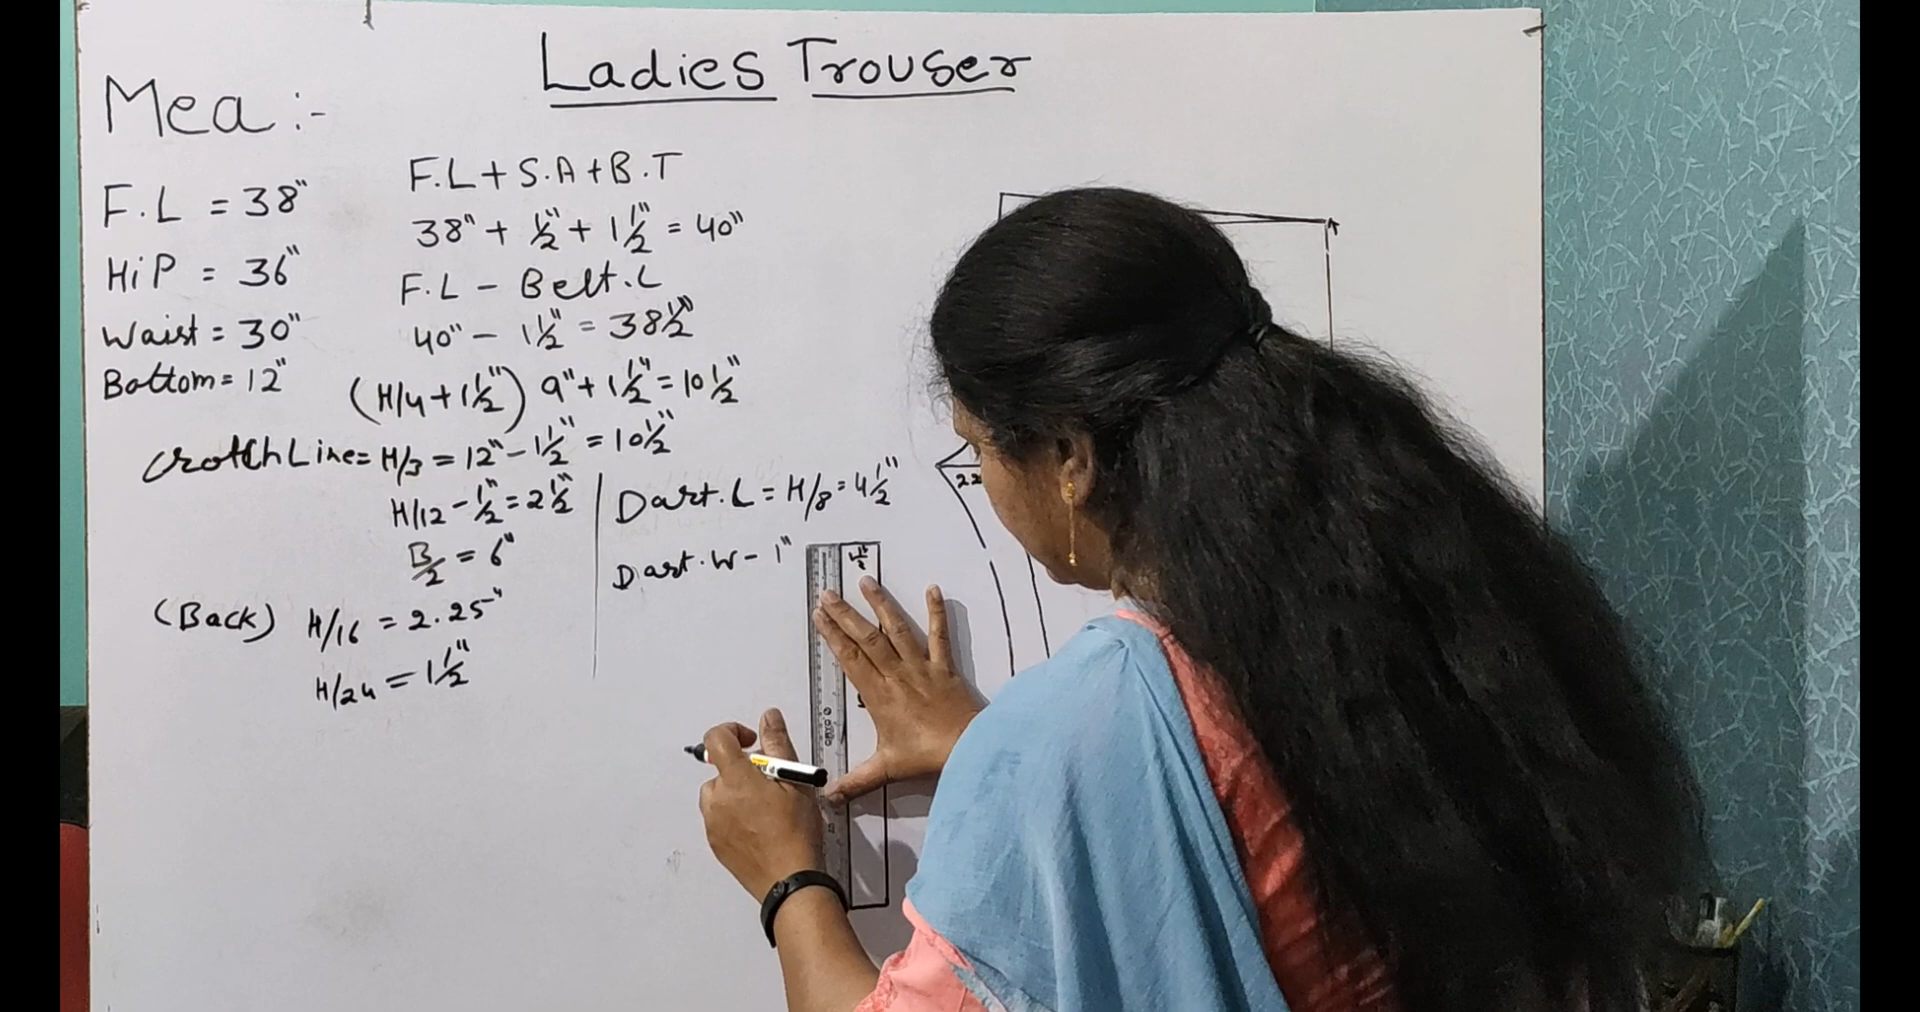 Ladies Trouser
Mea :-
F.L = 38"
Hip = 36"
Waist = 30"
Bottom = 12"
F.L + S.A + B.T
38" + ½" + 1½" = 40"
F.L - Belt.L
40" - 1½" = 38½"
(H/4 + 1½") 9" + 1½" = 10½"
Crotch Line = H/3 = 12" - 1½" = 10½"
H/12 - ½" = 2½"
B/2 = 6"
(Back) H/16 = 2.25"
H/24 = 1½"
Dart.L = H/8 = 4½"
Dart.W - 1"